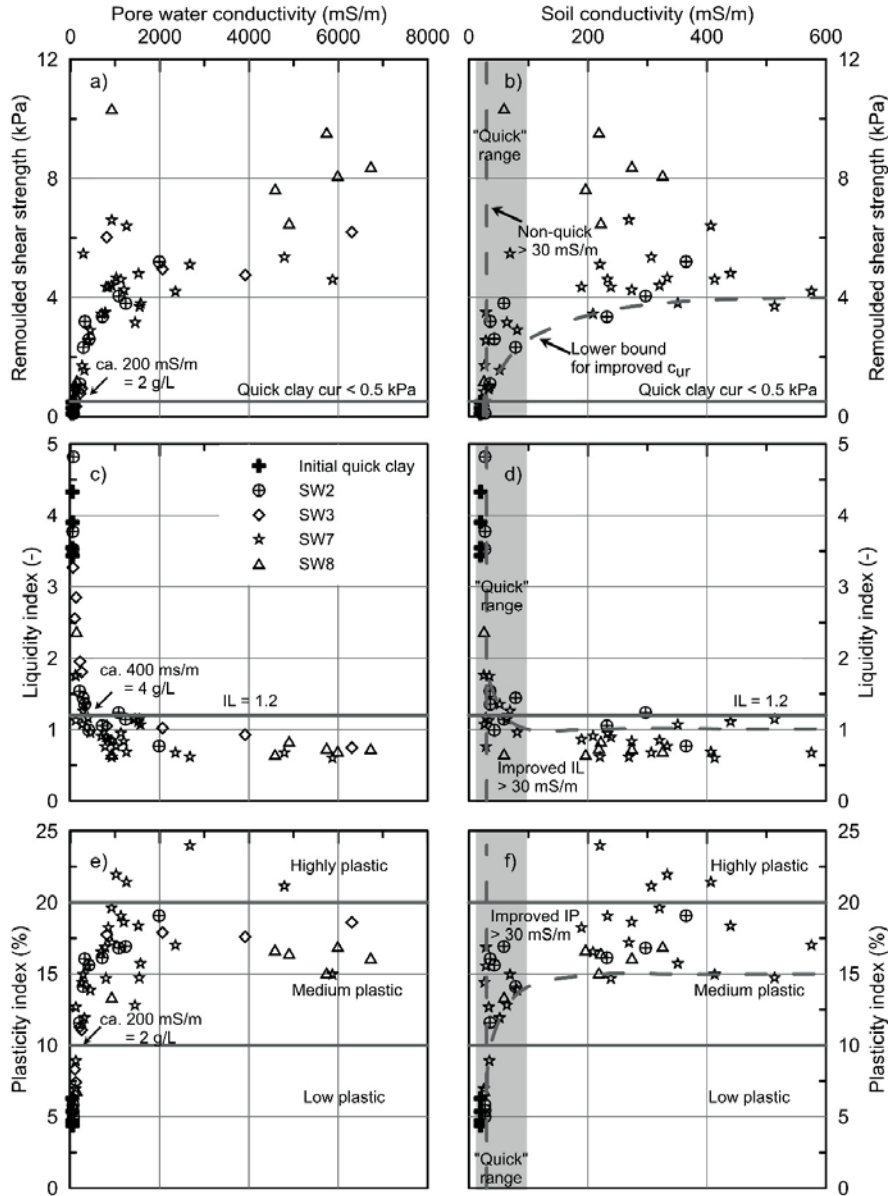 Pore water conductivity (mS/m)
0 2000 4000 6000 8000
Soil conductivity (mS/m)
0 200 400 600
Remoulded shear strength (kPa)
12
8
4
0
a)
ca. 200 mS/m
= 2 g/L
Quick clay cur < 0.5 kPa
b)
"Quick"
range
Non-quick
> 30 mS/m
Lower bound
for improved cur
Quick clay cur < 0.5 kPa
12
8
4
0
Remoulded shear strength (kPa)
Liquidity index (-)
5
4
3
2
1
0
c)
Initial quick clay
SW2
SW3
SW7
SW8
ca. 400 ms/m
= 4 g/L
IL = 1.2
d)
"Quick"
range
IL = 1.2
Improved IL
> 30 mS/m
5
4
3
2
1
0
Liquidity index (-)
Plasticity index (%)
25
20
15
10
5
0
e)
Highly plastic
Medium plastic
ca. 200 mS/m
= 2 g/L
Low plastic
f)
Highly plastic
Improved IP
> 30 mS/m
Medium plastic
Low plastic
"Quick"
range
25
20
15
10
5
0
Plasticity index (%)